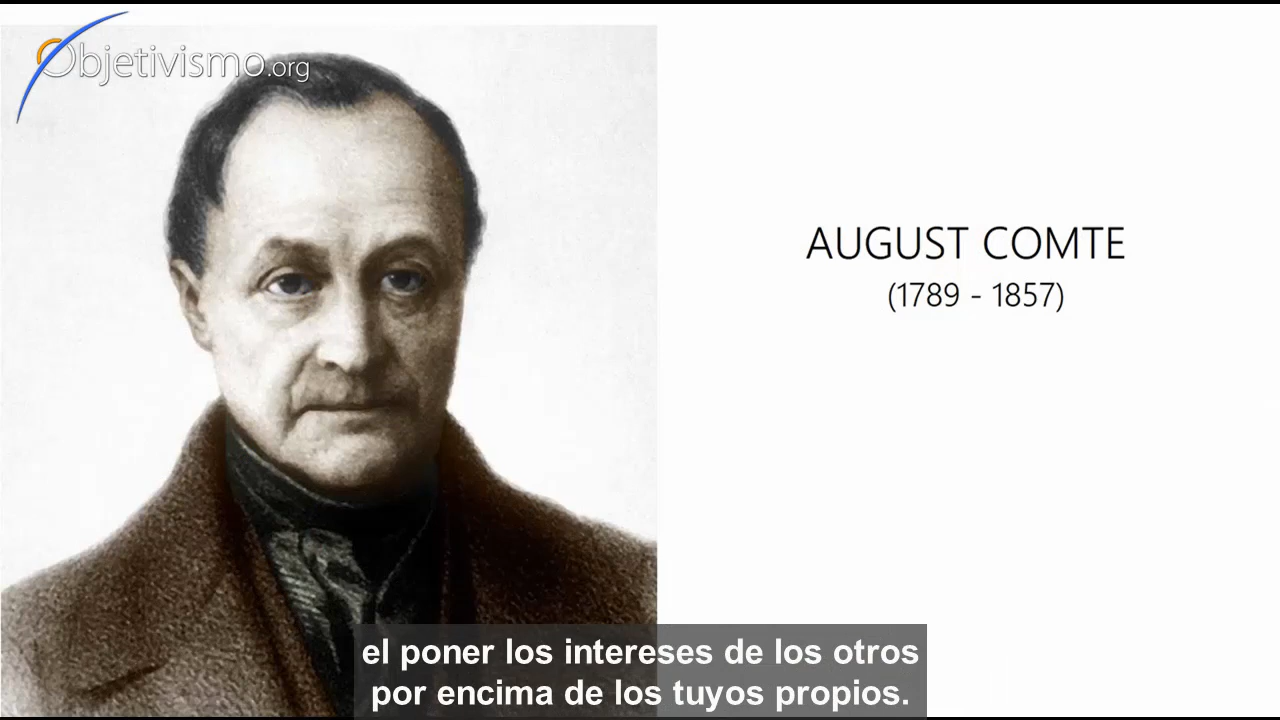 Objetivismo.org
AUGUST COMTE
(1789 - 1857)
el poner los intereses de los otros
por encima de los tuyos propios.